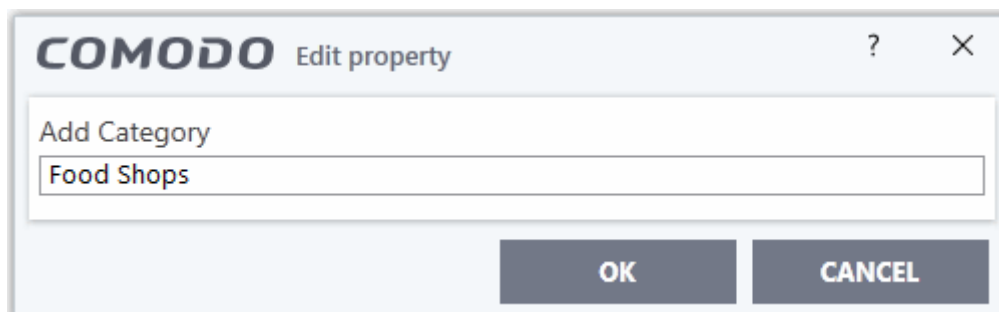 COMODO Edit property ? ×
Add Category
Food Shops
OK CANCEL